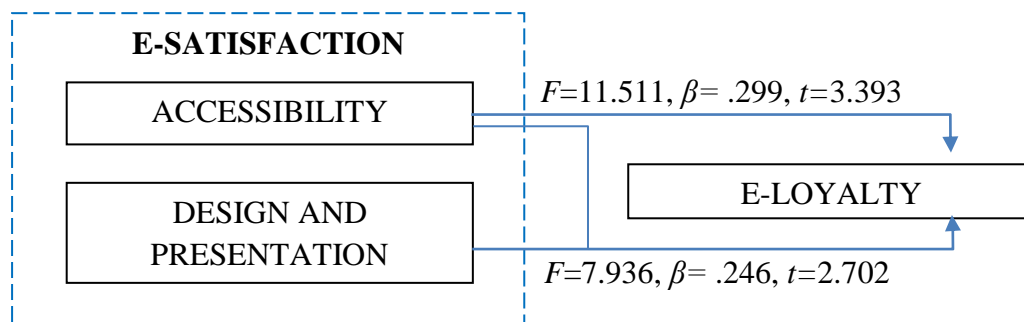 E-SATISFACTION
ACCESSIBILITY
F=11.511, β= .299, t=3.393
E-LOYALTY
DESIGN AND
PRESENTATION
F=7.936, β= .246, t=2.702